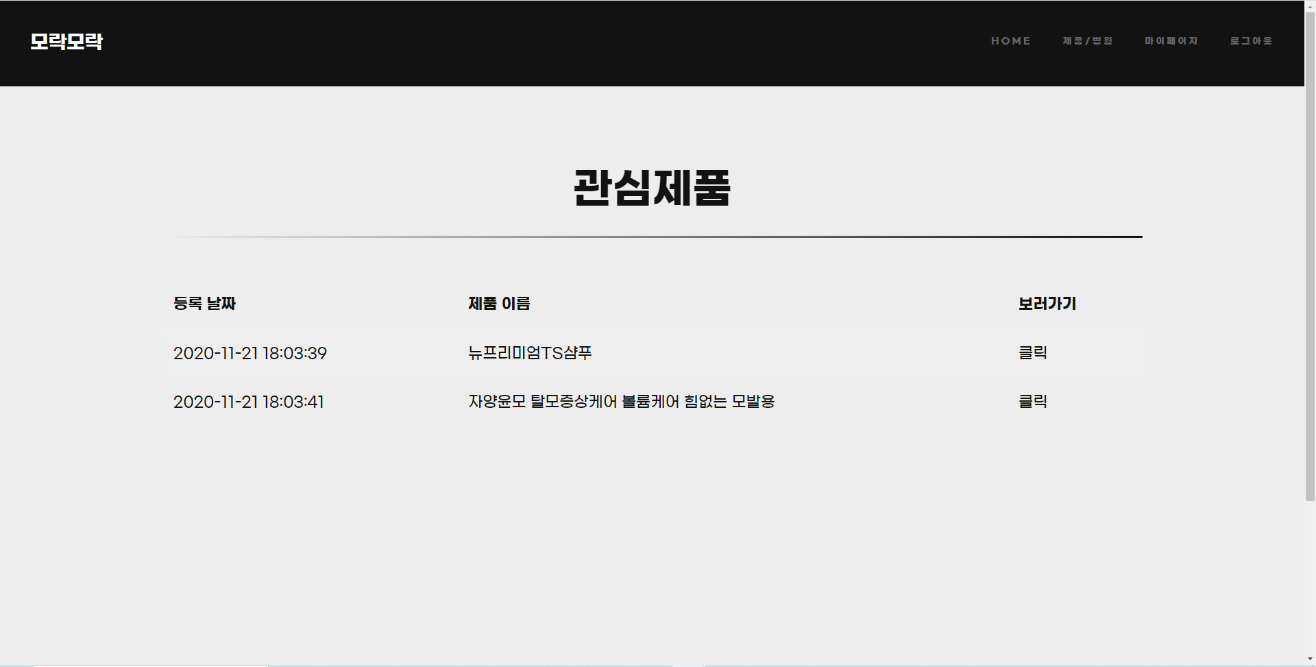 모락모락
HOME 제품/병원 마이페이지 로그아웃
관심제품
등록 날짜 제품 이름 보러가기
2020-11-21 18:03:39 뉴프리미엄TS샴푸 클릭
2020-11-21 18:03:41 자양윤모 탈모증상케어 볼륨케어 힘없는 모발용 클릭